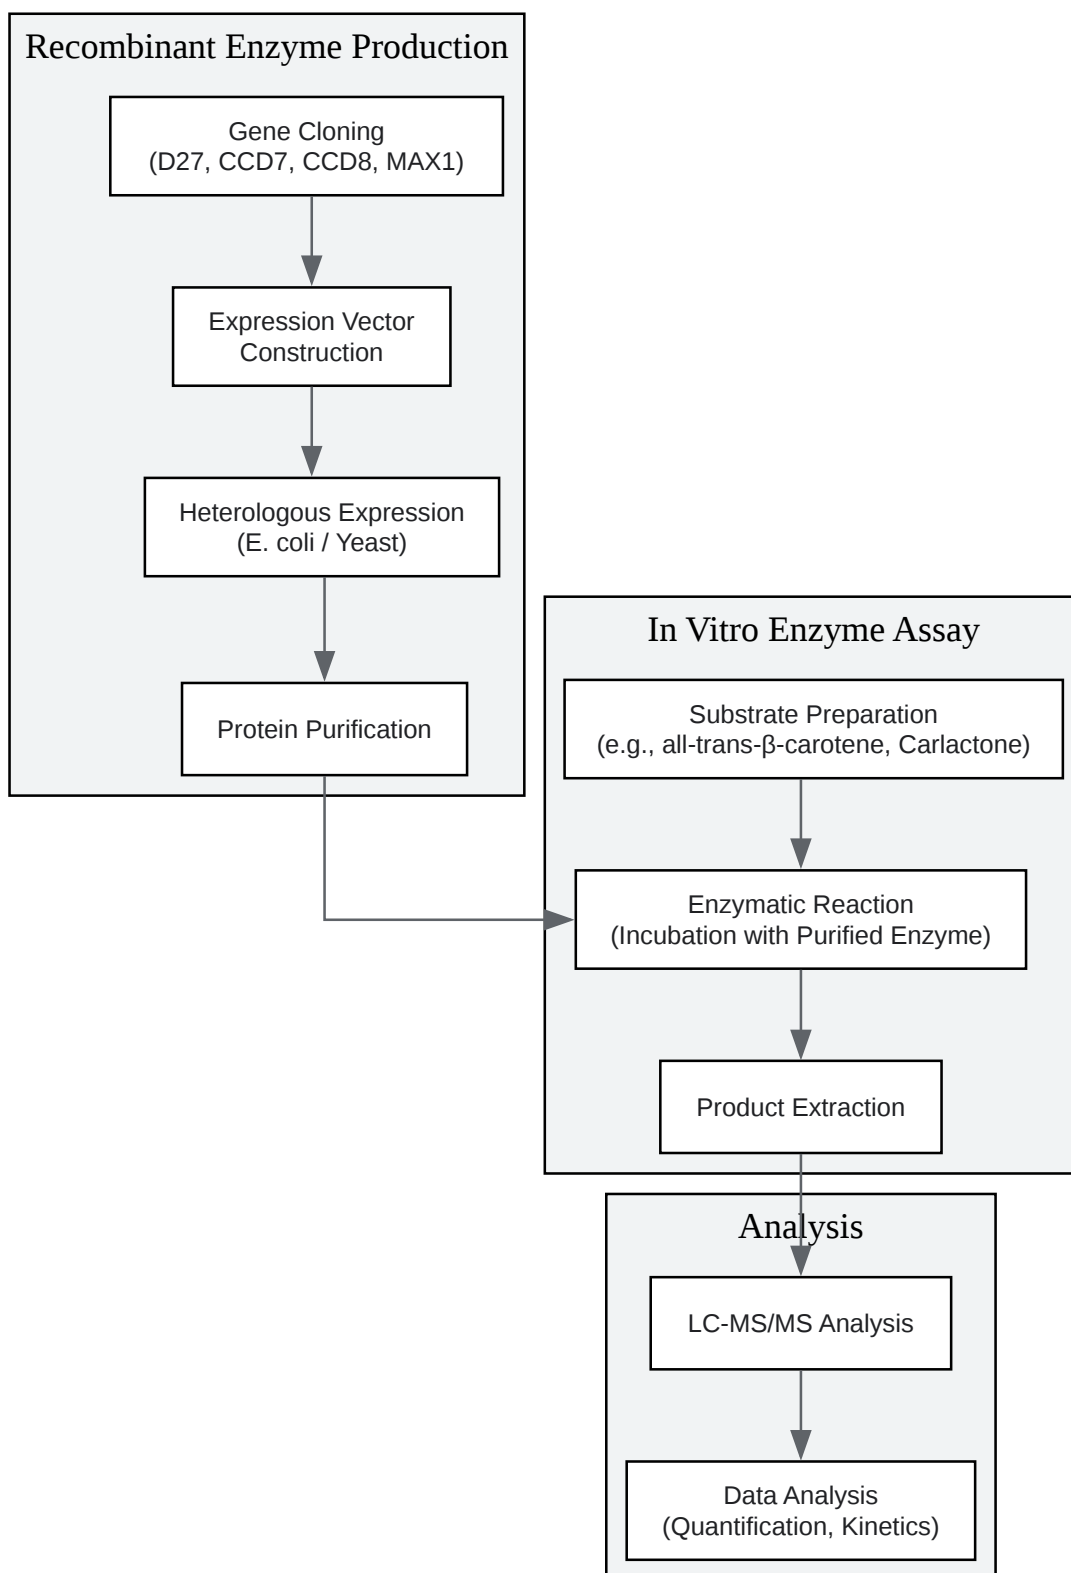 Recombinant Enzyme Production
Gene Cloning
(D27, CCD7, CCD8, MAX1)
Expression Vector
Construction
Heterologous Expression
(E. coli / Yeast)
Protein Purification
In Vitro Enzyme Assay
Substrate Preparation
(e.g., all-trans-β-carotene, Carlactone)
Enzymatic Reaction
(Incubation with Purified Enzyme)
Product Extraction
Analysis
LC-MS/MS Analysis
Data Analysis
(Quantification, Kinetics)